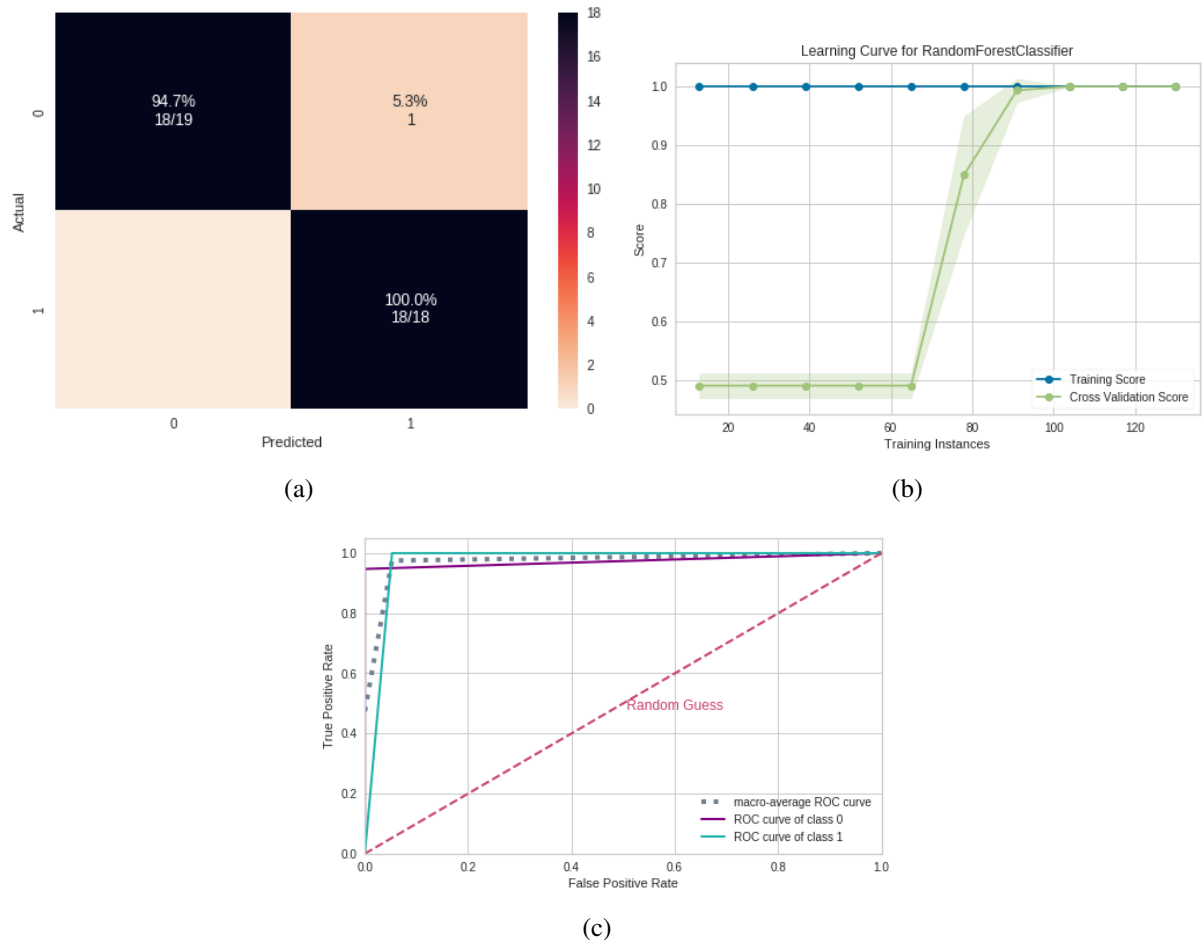 94.7%
18/19
5.3%
1
100.0%
18/18
0
1
Actual
0
1
Predicted
18
16
14
12
10
8
6
4
2
0
(a)
Learning Curve for RandomForestClassifier
1.0
0.9
0.8
0.7
0.6
0.5
Score
20
40
60
80
100
120
Training Instances
Training Score
Cross Validation Score
(b)
1.0
0.8
0.6
0.4
0.2
0.0
True Positive Rate
Random Guess
macro-average ROC curve
ROC curve of class 0
ROC curve of class 1
0.0
0.2
0.4
0.6
0.8
1.0
False Positive Rate
(c)